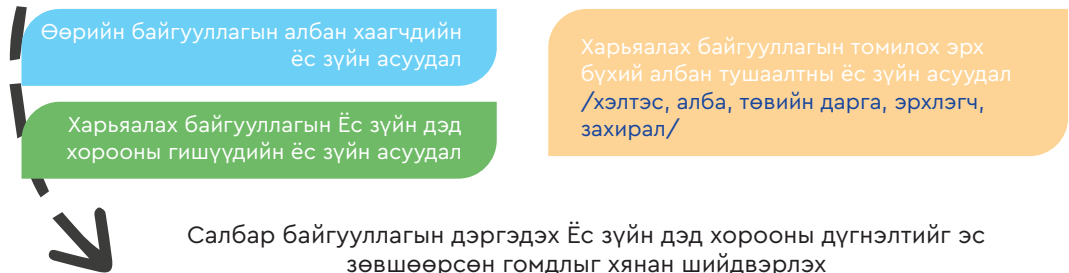 Өөрийн байгууллагын албан хаагчдийн
ёс зүйн асуудал
Харьяалах байгууллагын Ёс зүйн дэд
хорооны гишүүдийн ёс зүйн асуудал
Харьяалах байгууллагын томилох эрх
бүхий албан тушаалтны ёс зүйн асуудал
/хэлтэс, алба, төвийн дарга, эрхлэгч,
захирал/
Салбар байгууллагын дэргэдэх Ёс зүйн дэд хорооны дүгнэлтийг эс
зөвшөөрсөн гомдлыг хянан шийдвэрлэх